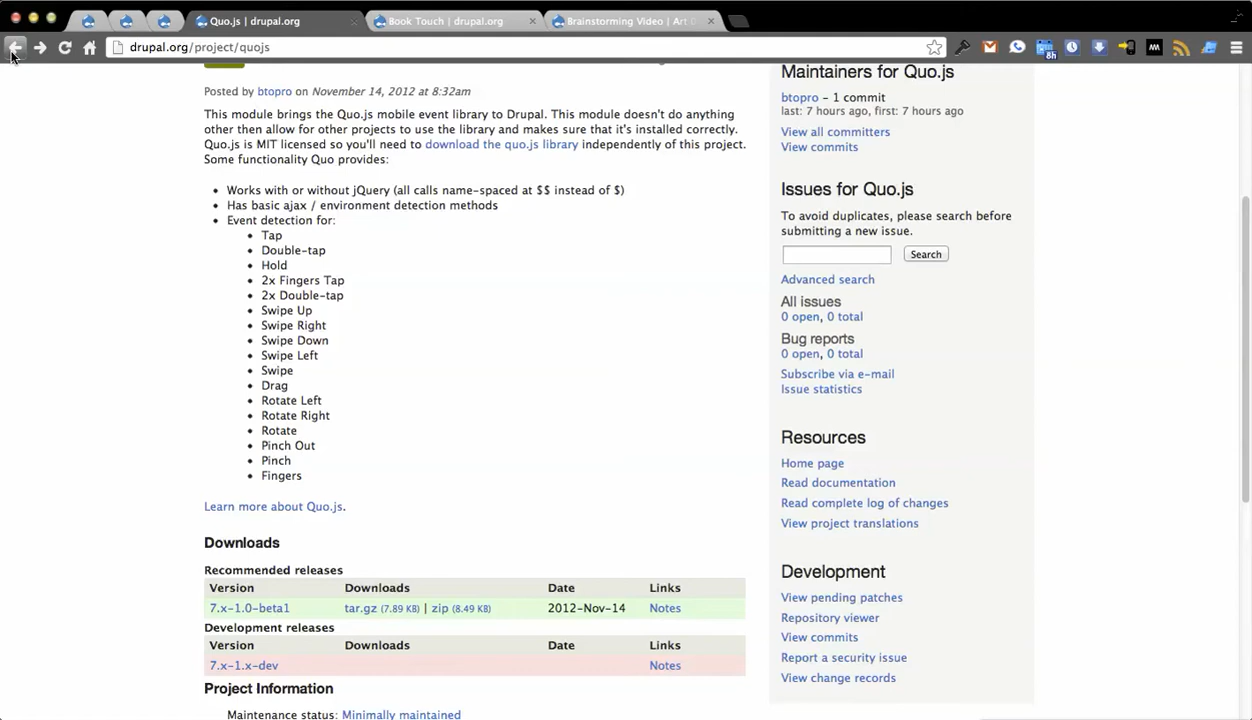 Quo.js | drupal.org
Book Touch | drupal.org
Brainstorming Video | Art D
drupal.org/project/quojs
8h
Posted by btopro on November 14, 2012 at 8:32am
This module brings the Quo.js mobile event library to Drupal. This module doesn't do anything
other then allow for other projects to use the library and makes sure that it's installed correctly.
Quo.js is MIT licensed so you'll need to download the quo.js library independently of this project.
Some functionality Quo provides:
Works with or without jQuery (all calls name-spaced at $$ instead of $)
Has basic ajax / environment detection methods
Event detection for:
Tap
Double-tap
Hold
2x Fingers Tap
2x Double-tap
Swipe Up
Swipe Right
Swipe Down
Swipe Left
Swipe
Drag
Rotate Left
Rotate Right
Rotate
Pinch Out
Pinch
Fingers
Learn more about Quo.js.
Downloads
Recommended releases
Version Downloads Date Links
7.x-1.0-beta1 tar.gz (7.89 KB) | zip (8.49 KB) 2012-Nov-14 Notes
Development releases
Version Downloads Date Links
7.x-1.x-dev Notes
Project Information
Maintenance status: Minimally maintained
Maintainers for Quo.js
btopro – 1 commit
last: 7 hours ago, first: 7 hours ago
View all committers
View commits
Issues for Quo.js
To avoid duplicates, please search before
submitting a new issue.
Search
Advanced search
All issues
0 open, 0 total
Bug reports
0 open, 0 total
Subscribe via e-mail
Issue statistics
Resources
Home page
Read documentation
Read complete log of changes
View project translations
Development
View pending patches
Repository viewer
View commits
Report a security issue
View change records